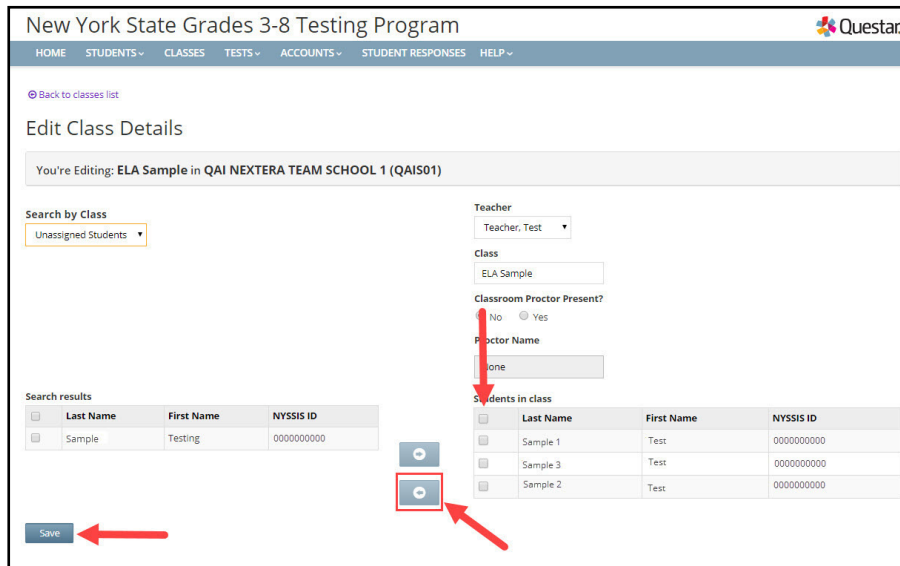 New York State Grades 3-8 Testing Program
Questar
HOME STUDENTS CLASSES TESTS ACCOUNTS STUDENT RESPONSES HELP
Back to classes list
Edit Class Details
You're Editing: ELA Sample in QAI NEXTERA TEAM SCHOOL 1 (QAIS01)
Search by Class
Unassigned Students
Teacher
Teacher, Test
Class
ELA Sample
Classroom Proctor Present?
No Yes
Proctor Name
None
Search results
Last Name First Name NYSSIS ID
Sample Testing 0000000000
Students in class
Last Name First Name NYSSIS ID
Sample 1 Test 0000000000
Sample 3 Test 0000000000
Sample 2 Test 0000000000
Save